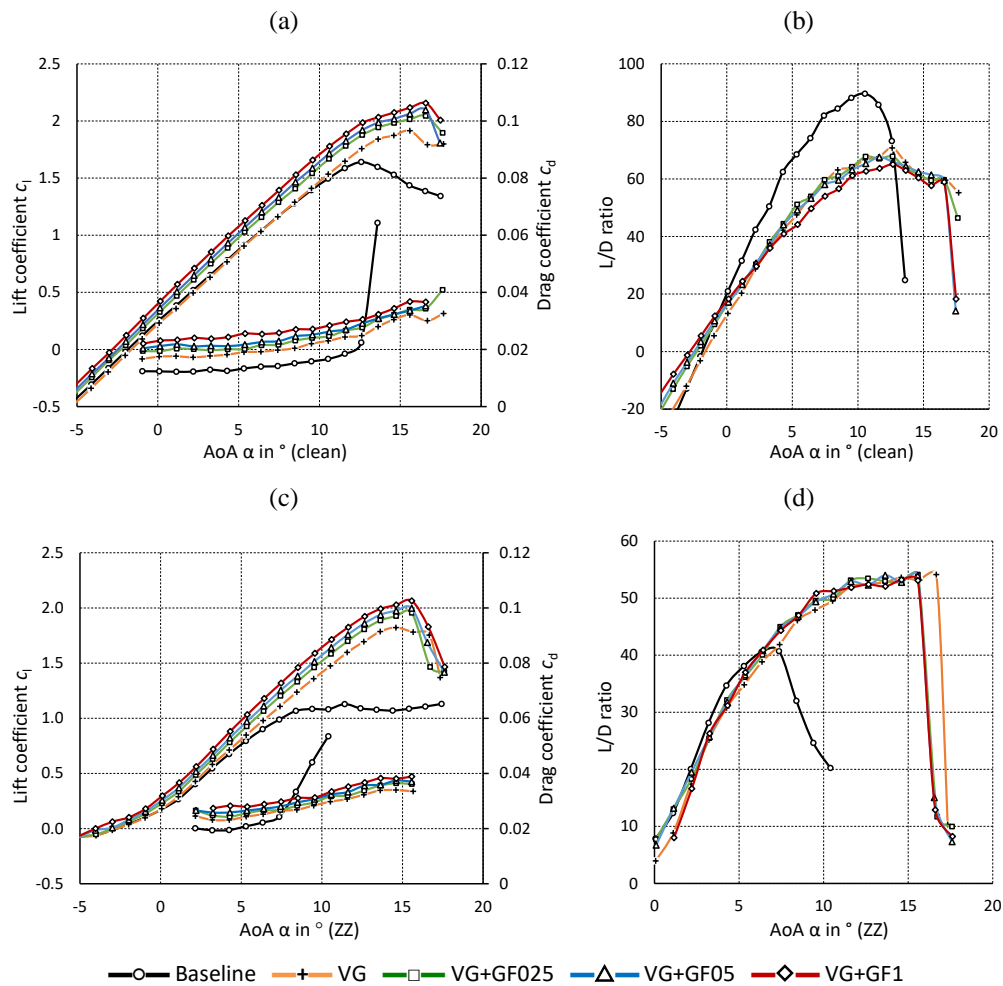 (a)
(b)
2.5
2
1.5
1
0.5
0
-0.5
Lift coefficient cl
0.12
0.1
0.08
0.06
0.04
0.02
0
Drag coefficient cd
-5 0 5 10 15 20
AoA α in ° (clean)
100
80
60
40
20
0
-20
L/D ratio
-5 0 5 10 15 20
AoA α in ° (clean)
(c)
(d)
2.5
2.0
1.5
1.0
0.5
0.0
-0.5
Lift coefficient cl
0.12
0.1
0.08
0.06
0.04
0.02
0
Drag coefficient cd
-5 0 5 10 15 20
AoA α in ° (ZZ)
60
50
40
30
20
10
0
L/D ratio
0 5 10 15 20
AoA α in ° (ZZ)
Baseline VG VG+GF025 VG+GF05 VG+GF1